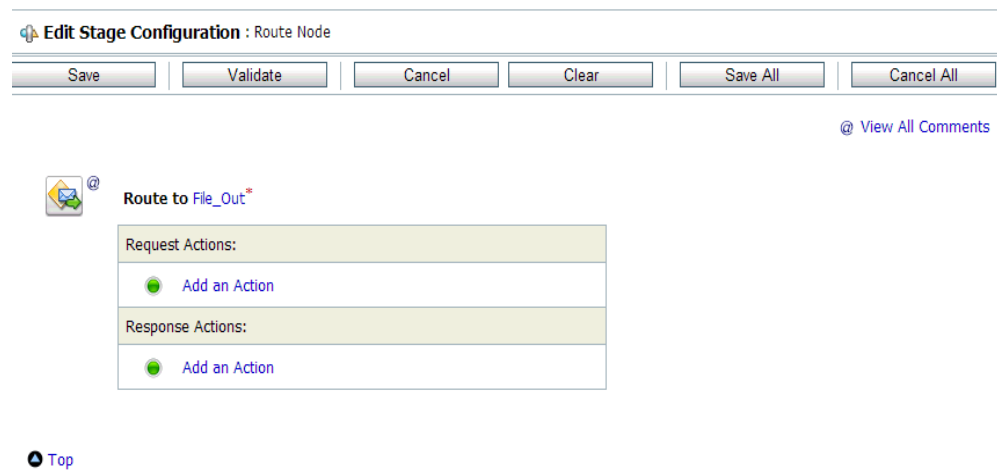 Edit Stage Configuration : Route Node
Save Validate Cancel Clear Save All Cancel All
@ View All Comments
@
Route to File_Out*
Request Actions:
Add an Action
Response Actions:
Add an Action
Top